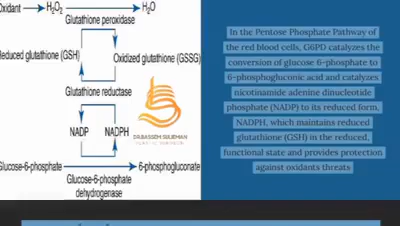 Oxidant → H₂O₂ → H₂O
Glutathione peroxidase
Reduced glutathione (GSH) Oxidized glutathione (GSSG)
Glutathione reductase
NADP NADPH
Glucose-6-phosphate → 6-phosphogluconate
Glucose-6-phosphate
dehydrogenase
DR.BASSEM SULIEMAN
In the Pentose Phosphate Pathway of
the red blood cells, G6PD catalyzes the
conversion of glucose 6-phosphate to
6-phosphogluconic acid and catalyzes
nicotinamide adenine dinucleotide
phosphate (NADP) to its reduced form,
NADPH, which maintains reduced
glutathione (GSH) in the reduced,
functional state and provides protection
against oxidants threats